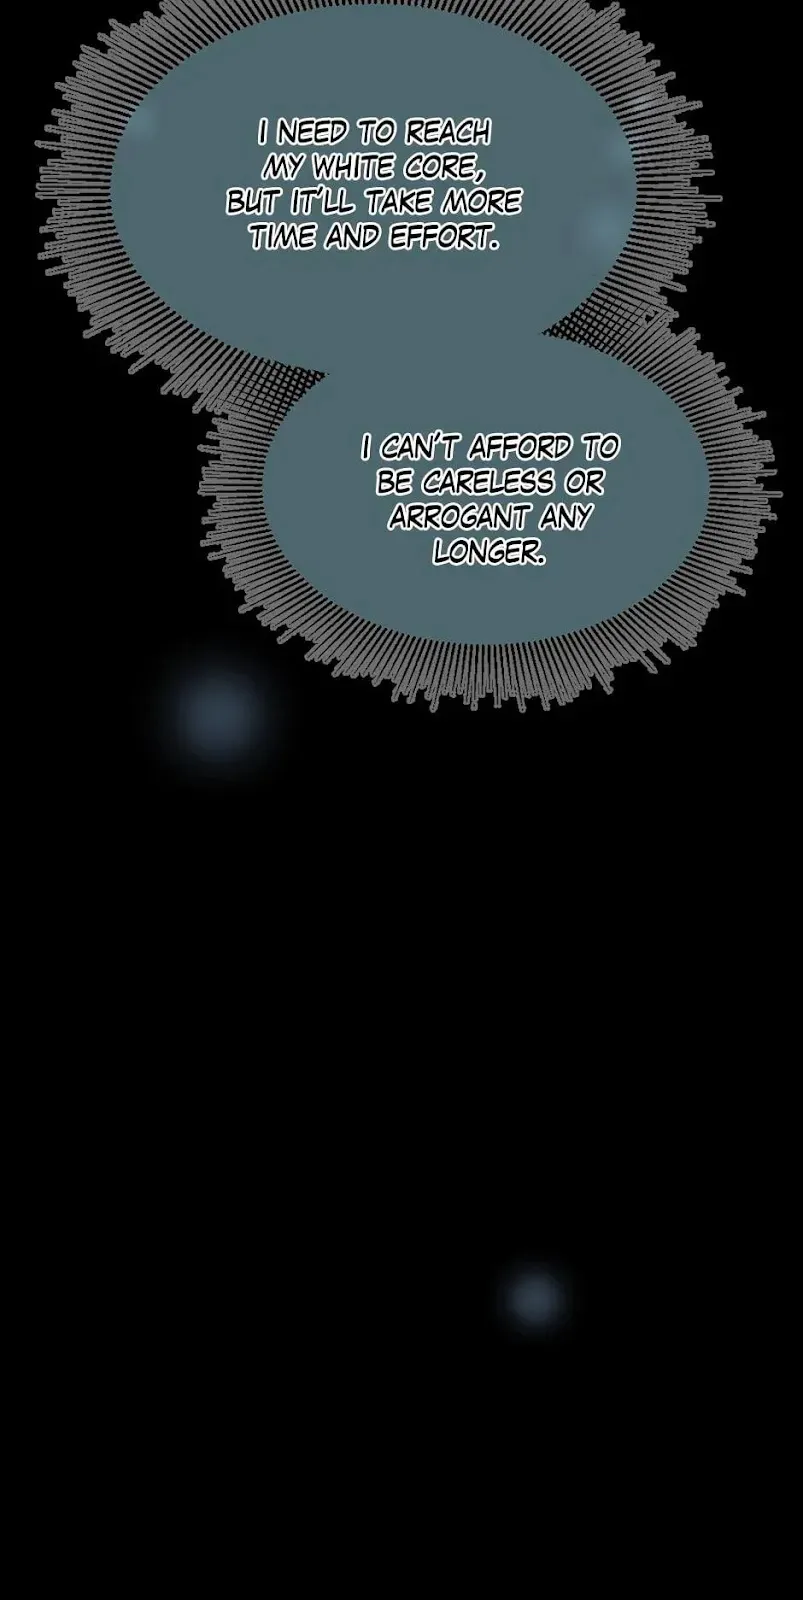 I NEED TO REACH
MY WHITE CORE,
BUT IT'LL TAKE MORE
TIME AND EFFORT.
I CAN'T AFFORD TO
BE CARELESS OR
ARROGANT ANY
LONGER.